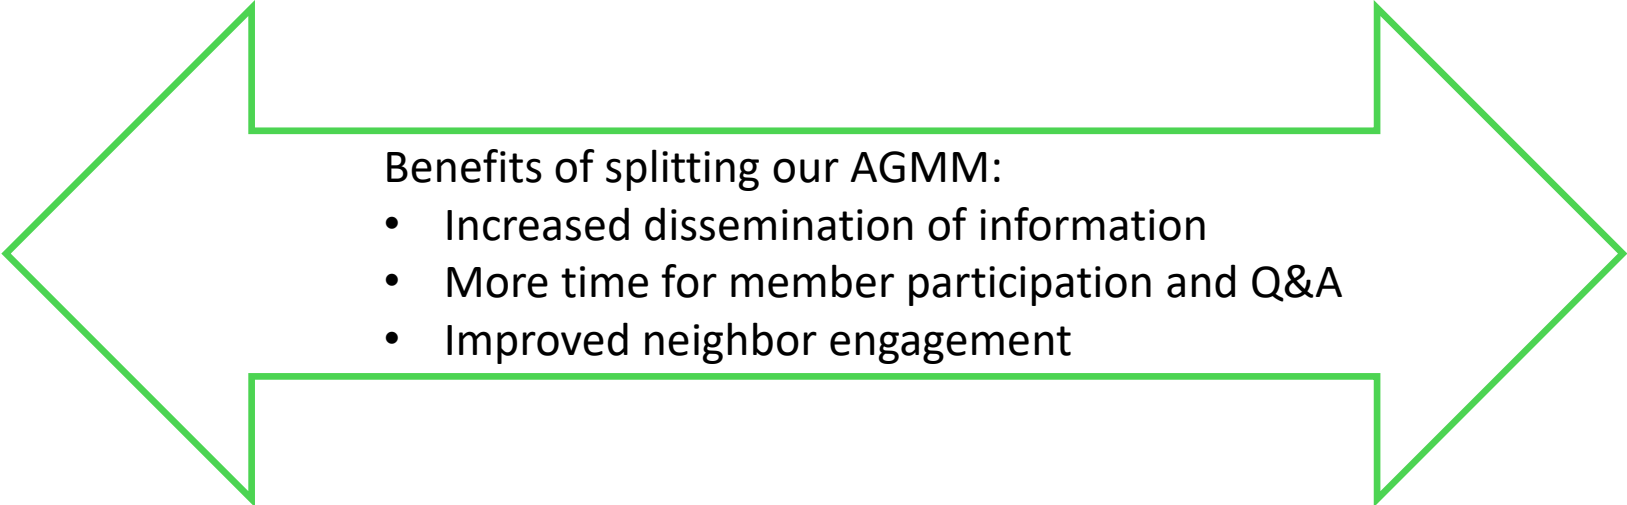 Benefits of splitting our AGMM:
• Increased dissemination of information
• More time for member participation and Q&A
• Improved neighbor engagement